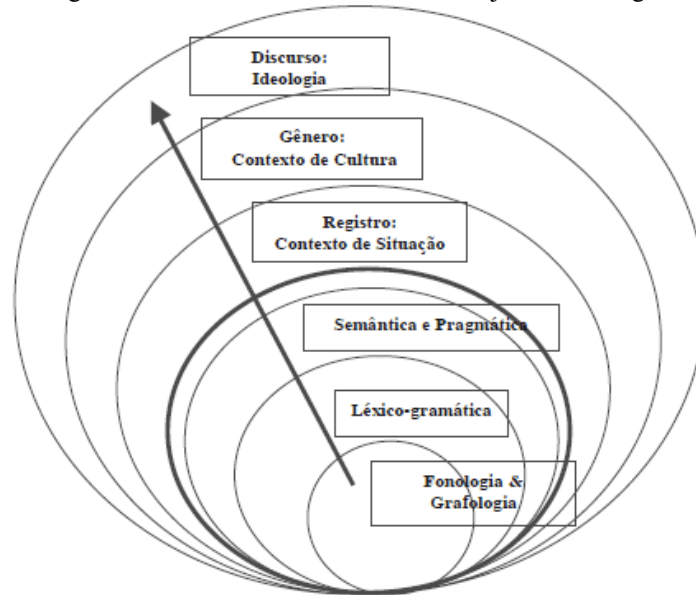 Discurso:
Ideologia
Gênero:
Contexto de Cultura
Registro:
Contexto de Situação
Semântica e Pragmática
Léxico-gramática
Fonologia &
Grafologia